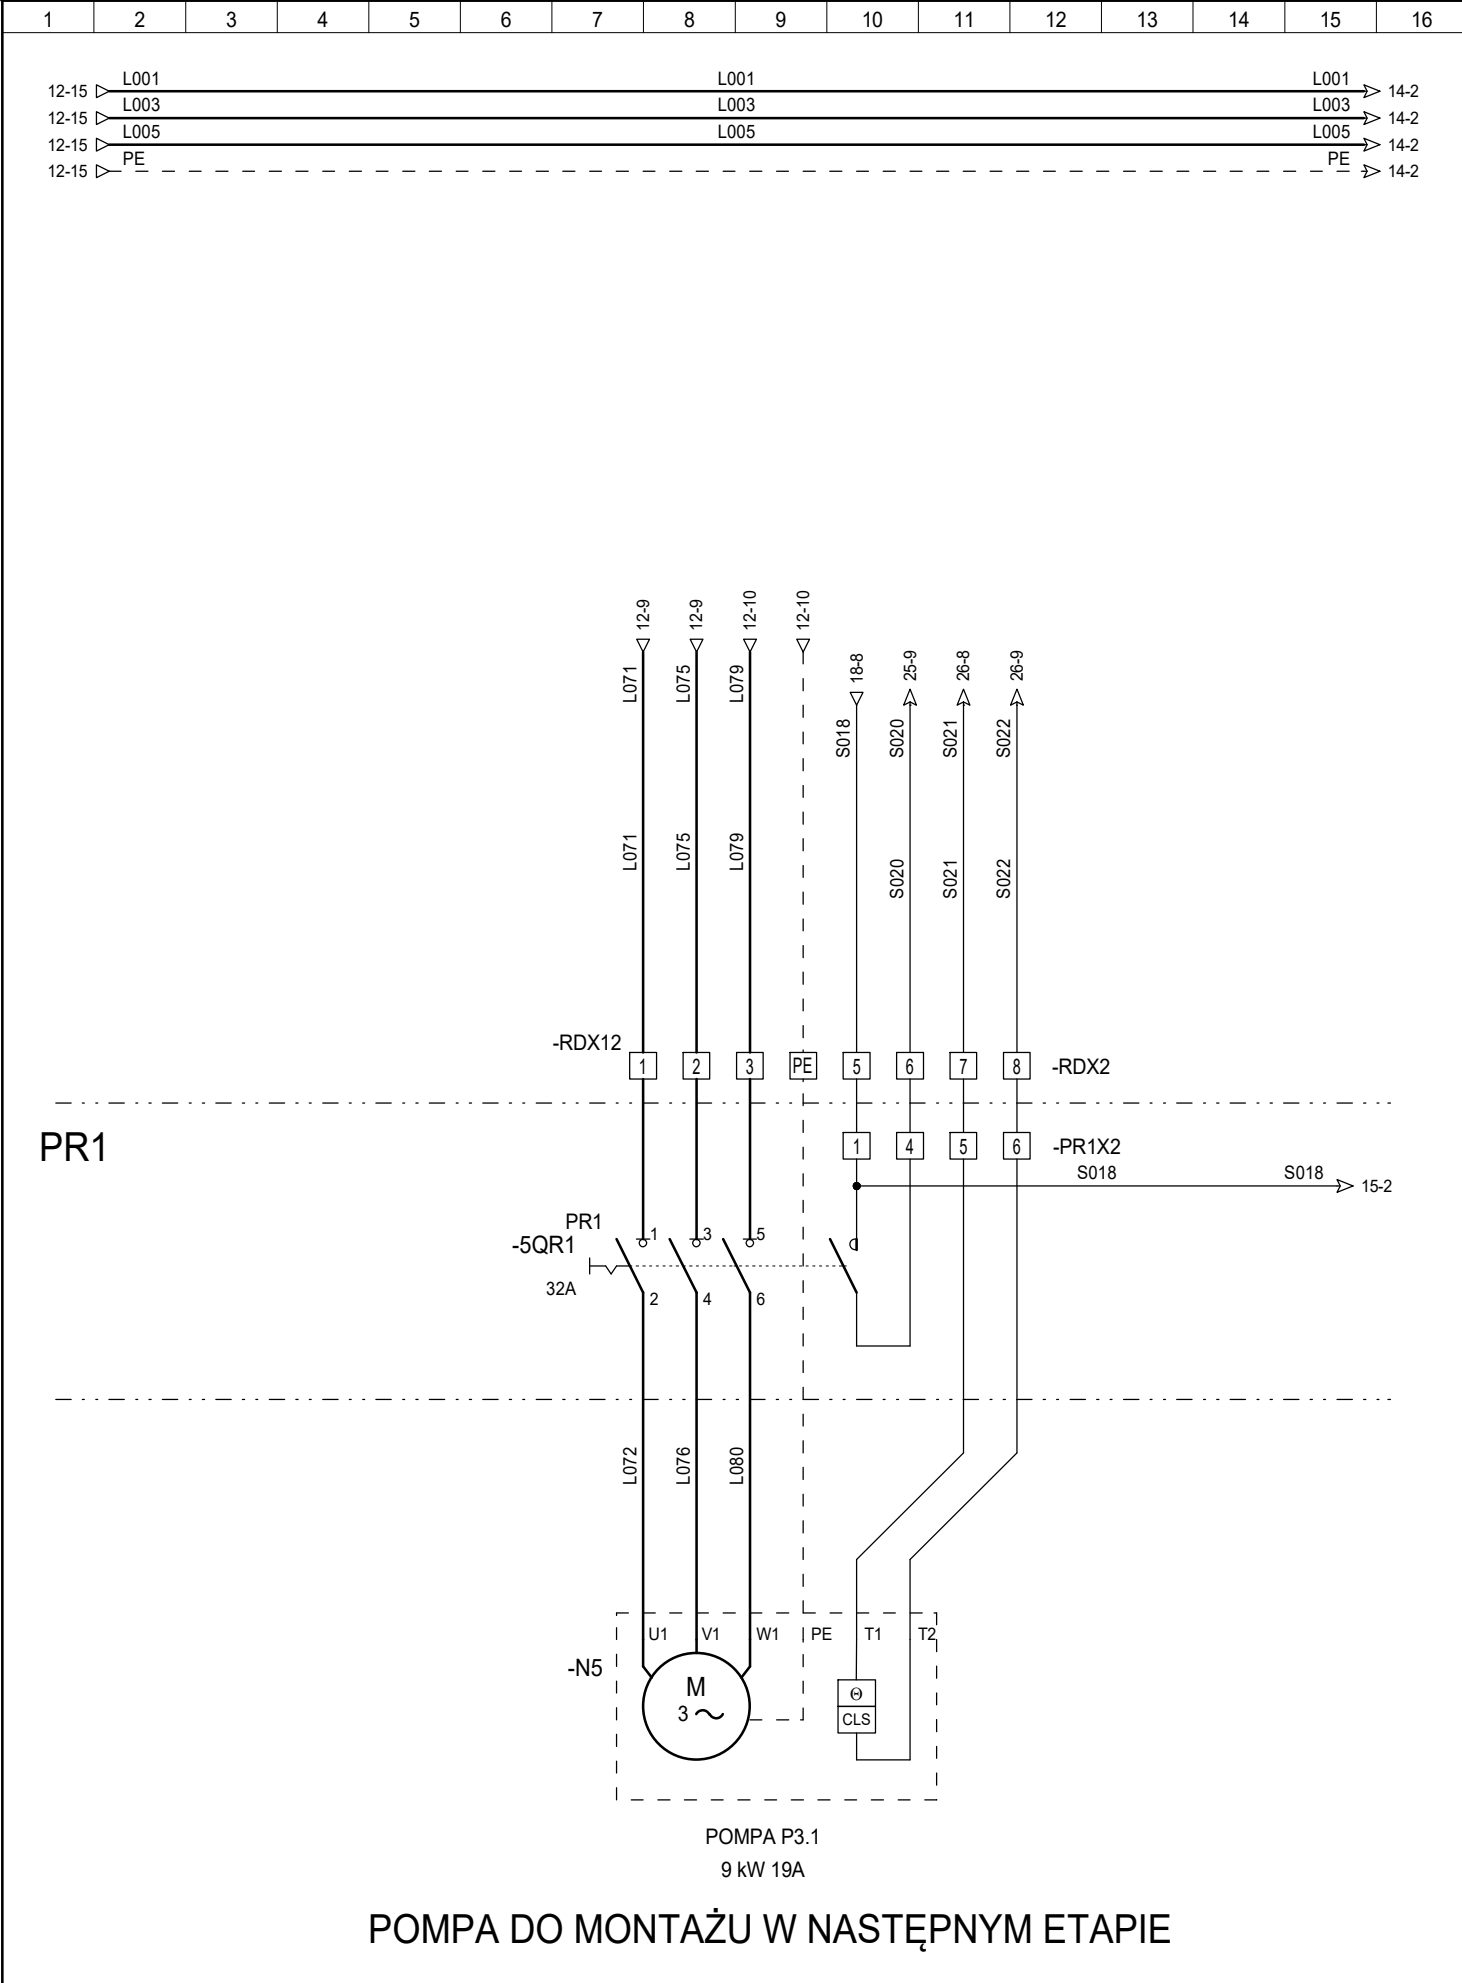 1 2 3 4 5 6 7 8 9 10 11 12 13 14 15 16
L001 L001 L001
12-15 14-2
L003 L003 L003
12-15 14-2
L005 L005 L005
12-15 14-2
PE PE
12-15 14-2
12-9 12-9 12-10 12-10
18-8 25-9 26-8 26-9
L071 L075 L079
S018 S020 S021 S022
L071 L075 L079
S020 S021 S022
-RDX12
1 2 3 PE 5 6 7 8 -RDX2
PR1
1 4 5 6 -PR1X2
S018 S018
15-2
PR1
1 3 5
-5QR1
32A
2 4 6
L072 L076 L080
U1 V1 W1 PE T1 T2
-N5
M
3
Θ
CLS
POMPA P3.1
9 kW 19A
POMPA DO MONTAŻU W NASTĘPNYM ETAPIE